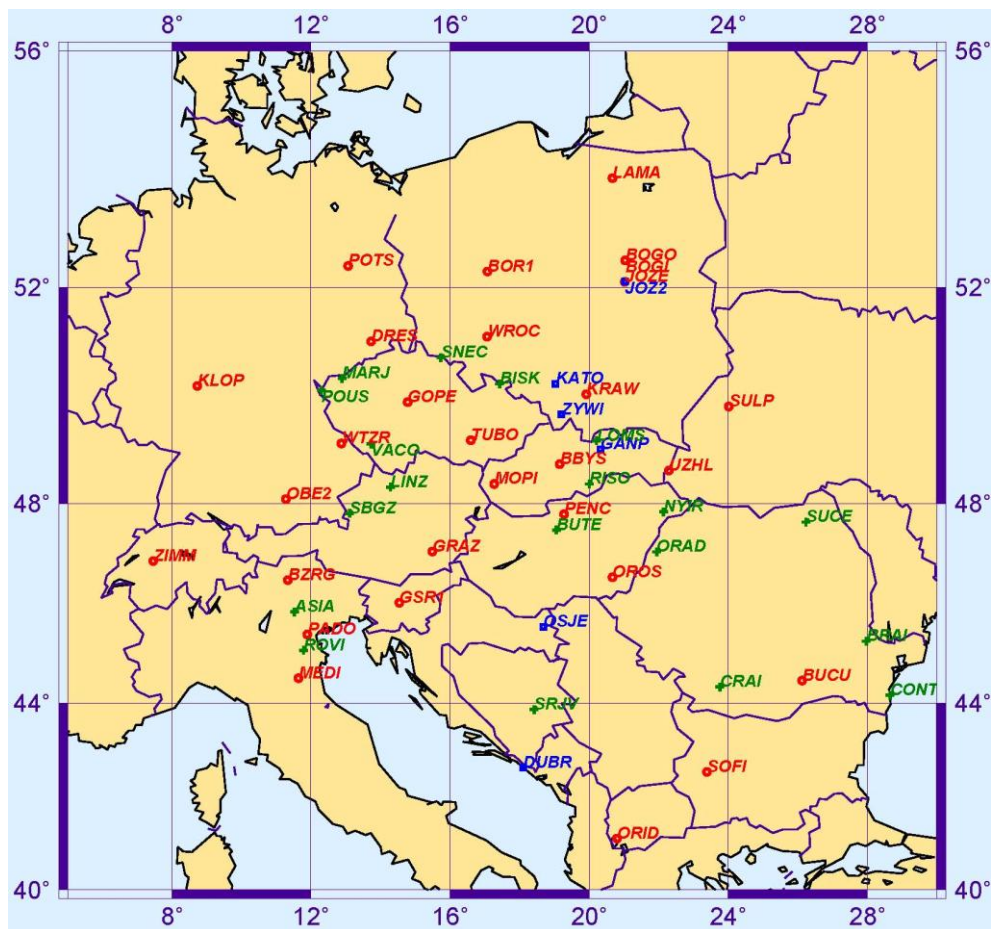 8° 12° 16° 20° 24° 28°
56° 56°
LAMA
POTS
BOR1
BOGO
BOGI
JOZE
52° JOZ2 52°
DRES
WROC
SNEC
MARJ
KLOP
BISK
KATO
POUS
GOPE
KRAW
SULP
ZYWI
WTZR
TUBO
LOMS
VACO
GANP
BBYS
UZHL
LINZ
MOPI
RISO
OBE2
48° 48°
SBGZ
PENC
NYIR
SUCE
BUTE
GRAZ
ORAD
ZIMM
BZRG
OROS
GSR1
ASIA
PADO
OSJE
ROVI
BRAI
MEDI
CRAI
BUCU
CONT
44° SRJV 44°
DUBR
SOFI
ORID
40° 40°
8° 12° 16° 20° 24° 28°